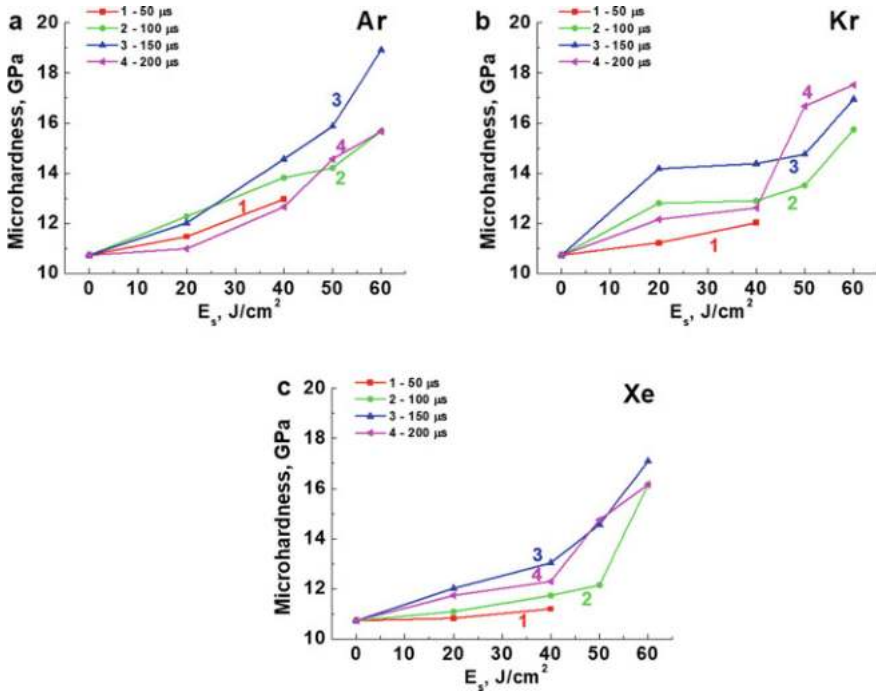 a
1 - 50 μs
2 - 100 μs
3 - 150 μs
4 - 200 μs
Ar
Microhardness, GPa
20
18
16
14
12
10
3
4
2
1
0 10 20 30 40 50 60
E_s, J/cm²
b
1 - 50 μs
2 - 100 μs
3 - 150 μs
4 - 200 μs
Kr
Microhardness, GPa
20
18
16
14
12
10
4
3
2
1
0 10 20 30 40 50 60
E_s, J/cm²
c
1 - 50 μs
2 - 100 μs
3 - 150 μs
4 - 200 μs
Xe
Microhardness, GPa
20
18
16
14
12
10
3
4
2
1
0 10 20 30 40 50 60
E_s, J/cm²